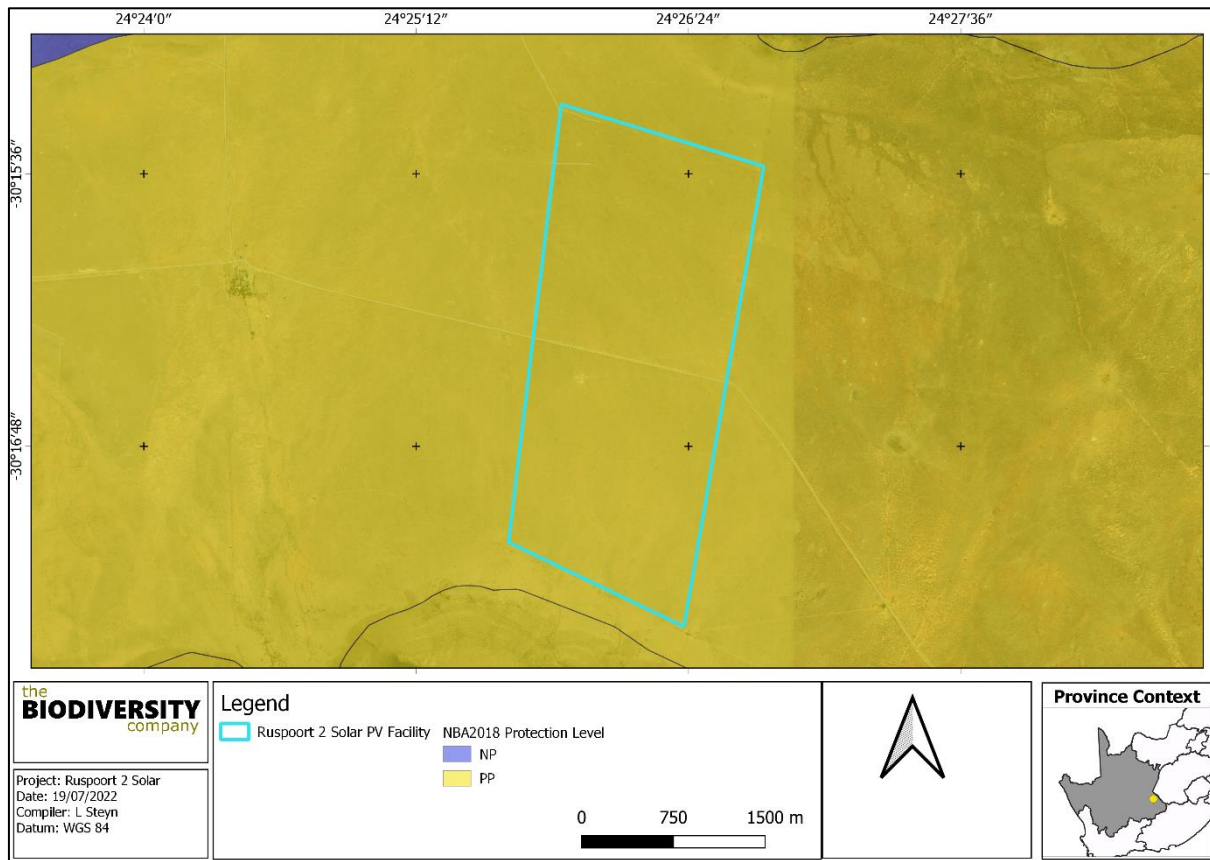 24°24′0″ 24°25′12″ 24°26′24″ 24°27′36″
-30°15′36″
-30°16′48″
the
BIODIVERSITY
company
Project: Ruspoort 2 Solar
Date: 19/07/2022
Compiler: L Steyn
Datum: WGS 84
Legend
Ruspoort 2 Solar PV Facility
NBA2018 Protection Level
NP
PP
0 750 1500 m
Province Context